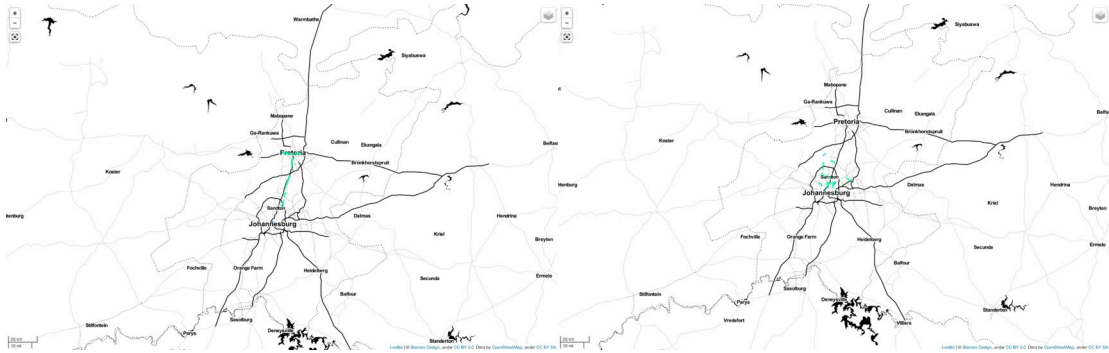 +
−
Warmbaths
Siyabuswa
Mabopane
Ga-Rankuwa
Cullinan
Ekangala
Pretoria
Bronkhorstspruit
Belfast
Koster
Sandton
Delmas
Johannesburg
Kriel
Hendrina
Breyten
Fochville
Orange Farm
Heidelberg
Secunda
Ermelo
Balfour
Stilfontein
Sasolburg
Parys
Deneysville
Standerton
20 km
10 mi
Leaflet | © Stamen Design, under CC BY 3.0. Data by OpenStreetMap, under CC BY SA.
+
−
Siyabuswa
Mabopane
Ga-Rankuwa
Cullinan
Ekangala
Pretoria
Bronkhorstspruit
Koster
Sandton
Delmas
Johannesburg
Hendrina
Kriel
Breyten
Fochville
Orange Farm
Heidelberg
Secunda
Ermelo
Balfour
Sasolburg
Stilfontein
Parys
Deneysville
Standerton
Vredefort
Villiers
20 km
10 mi
Leaflet | © Stamen Design, under CC BY 3.0. Data by OpenStreetMap, under CC BY SA.